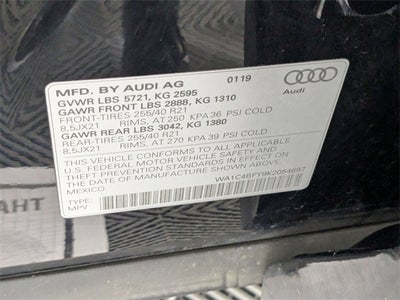 MFD. BY AUDI AG 0119
GVWR LBS 5721, KG 2595
GAWR FRONT LBS 2888, KG 1310
FRONT-TIRES 255/40 R21
8.5JX21 RIMS, AT 250 KPA 36 PSI COLD
GAWR REAR LBS 3042, KG 1380
REAR-TIRES 255/40 R21
8.5JX21 RIMS, AT 270 KPA 39 PSI COLD
THIS VEHICLE CONFORMS TO ALL APPLICABLE
FEDERAL MOTOR VEHICLE SAFETY, BUMPER, AND
THEFT PREVENTION STANDARDS IN EFFECT
ON THE DATE OF MANUFACTURE SHOWN ABOVE.
MEXICO
TYPE: WA1C4BFY9K2054697
MPV
Audi
AHT